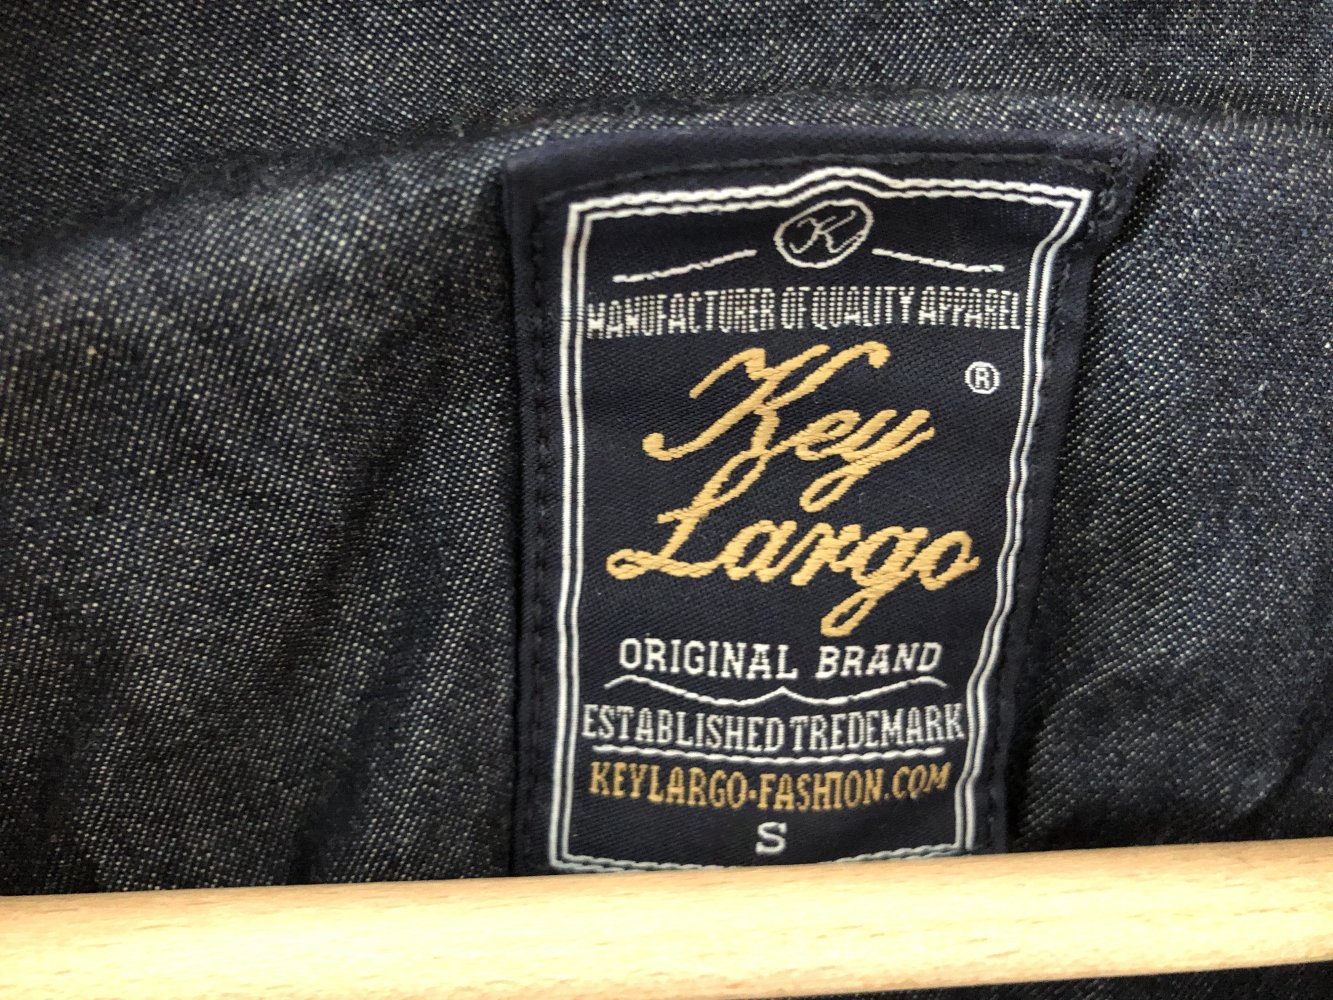 K
MANUFACTURER OF QUALITY APPAREL
Key ®
Largo
ORIGINAL BRAND
ESTABLISHED TREDEMARK
KEYLARGO-FASHION.COM
S